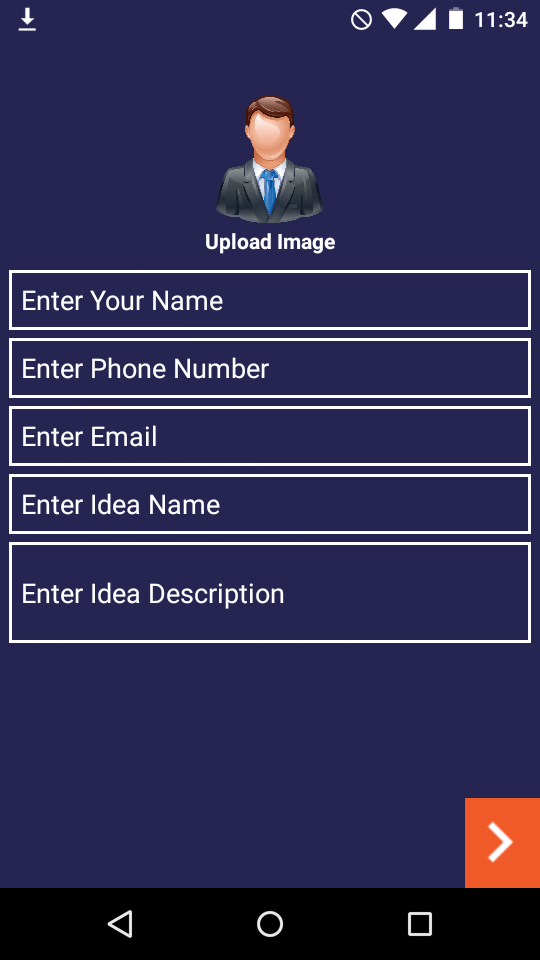 11:34
Upload Image
Enter Your Name
Enter Phone Number
Enter Email
Enter Idea Name
Enter Idea Description